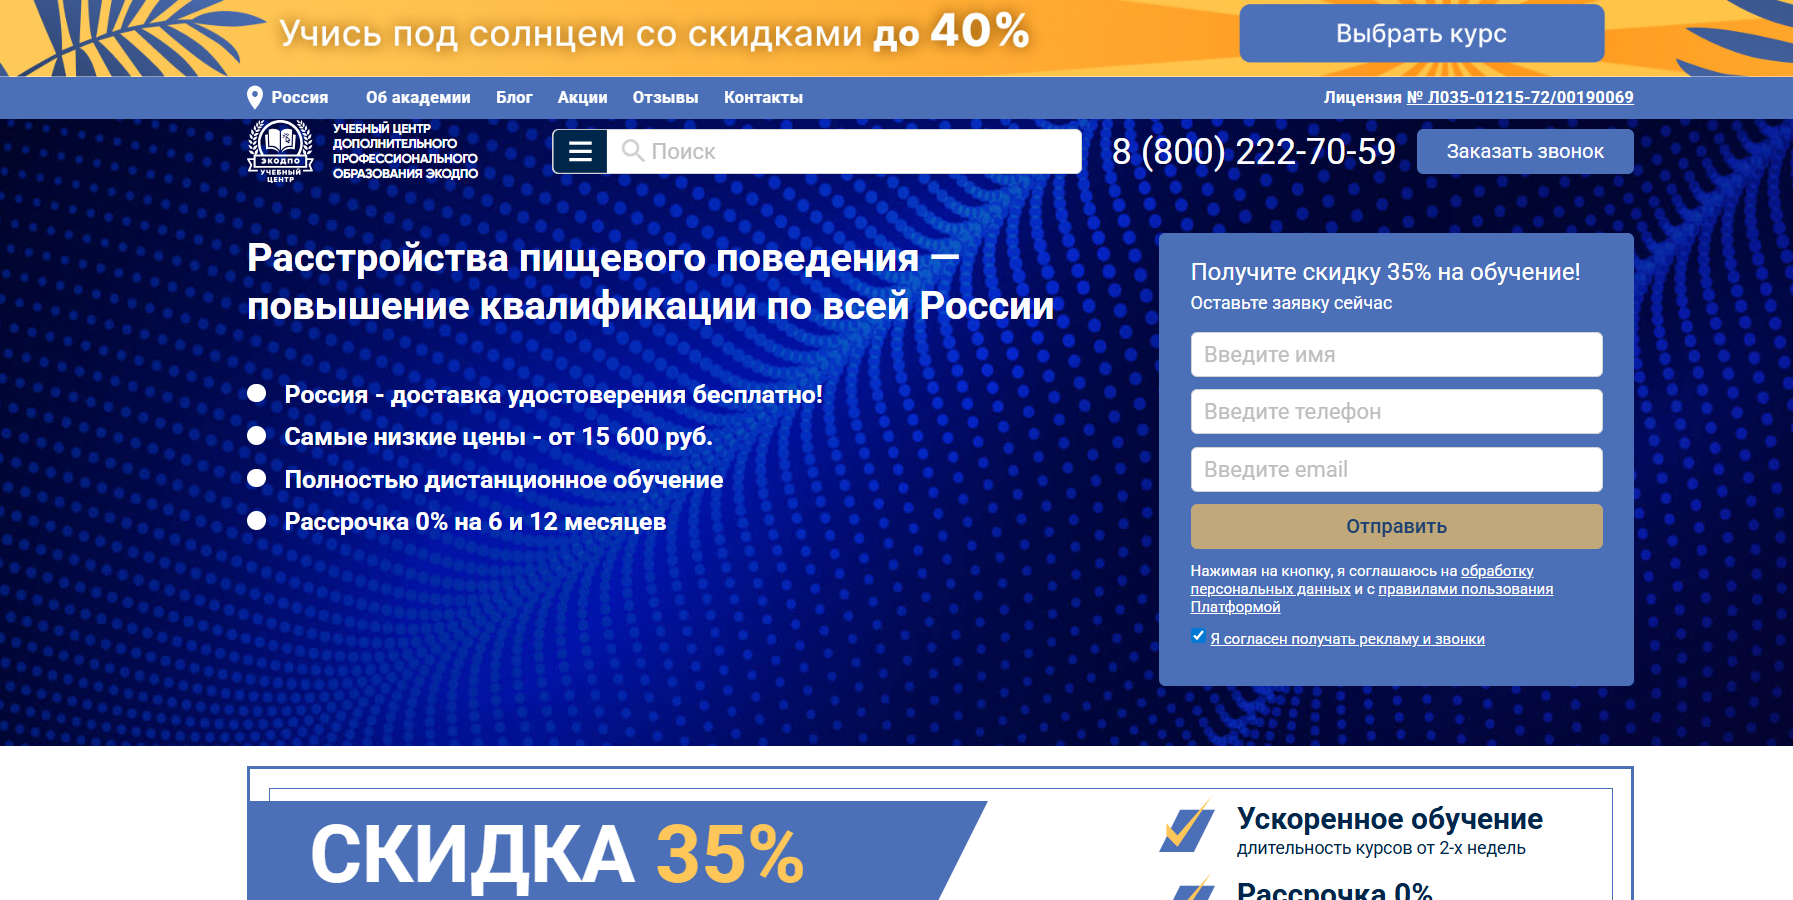 Учись под солнцем со скидками до 40%
Выбрать курс
Россия
Об академии
Блог
Акции
Отзывы
Контакты
Лицензия № Л035-01215-72/00190069
ЭКОДПО
УЧЕБНЫЙ
ЦЕНТР
УЧЕБНЫЙ ЦЕНТР
ДОПОЛНИТЕЛЬНОГО
ПРОФЕССИОНАЛЬНОГО
ОБРАЗОВАНИЯ ЭКОДПО
Поиск
8 (800) 222-70-59
Заказать звонок
Расстройства пищевого поведения —
повышение квалификации по всей России
Россия - доставка удостоверения бесплатно!
Самые низкие цены - от 15 600 руб.
Полностью дистанционное обучение
Рассрочка 0% на 6 и 12 месяцев
Получите скидку 35% на обучение!
Оставьте заявку сейчас
Введите имя
Введите телефон
Введите email
Отправить
Нажимая на кнопку, я соглашаюсь на обработку
персональных данных и с правилами пользования
Платформой
Я согласен получать рекламу и звонки
СКИДКА 35%
Ускоренное обучение
длительность курсов от 2-х недель
Рассрочка 0%